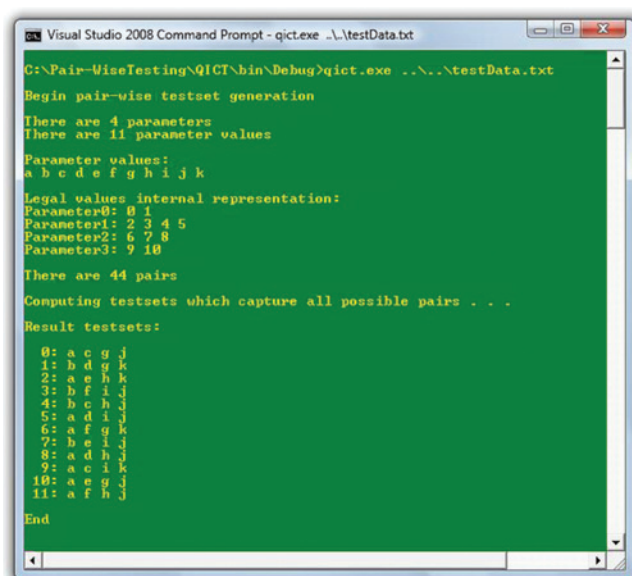 Visual Studio 2008 Command Prompt - qict.exe ..\..\testData.txt
C:\Pair-WiseTesting\QICT\bin\Debug>qict.exe ..\..\testData.txt
Begin pair-wise testset generation
There are 4 parameters
There are 11 parameter values
Parameter values:
a b c d e f g h i j k
Legal values internal representation:
Parameter0: 0 1
Parameter1: 2 3 4 5
Parameter2: 6 7 8
Parameter3: 9 10
There are 44 pairs
Computing testsets which capture all possible pairs . . .
Result testsets:
0: a c g j
1: b d g k
2: a e h k
3: b f i j
4: b c h j
5: a d i j
6: a f g k
7: b e i j
8: a d h j
9: a c i k
10: a e g j
11: a f h j
End